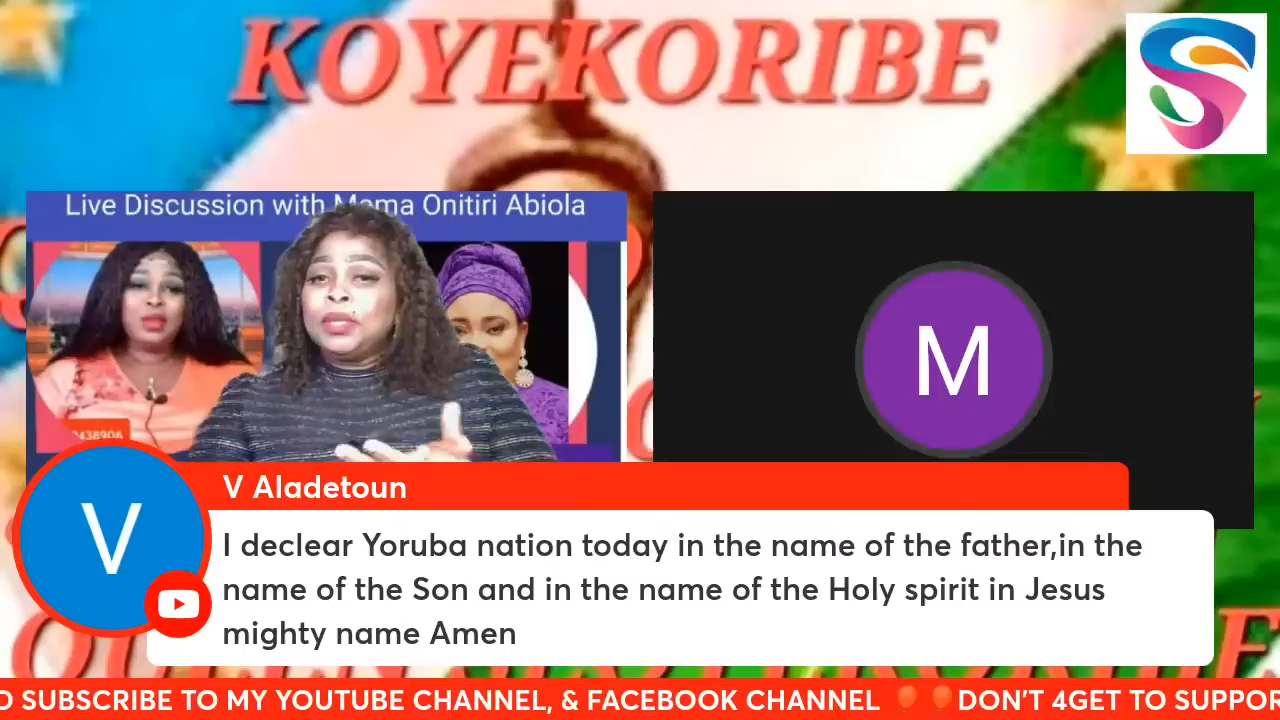 KOYEKORIBE
Live Discussion with Mama Onitiri Abiola
M
V Aladetoun
V
I declear Yoruba nation today in the name of the father,in the
name of the Son and in the name of the Holy spirit in Jesus
mighty name Amen
SUBSCRIBE TO MY YOUTUBE CHANNEL, & FACEBOOK CHANNEL DON'T 4GET TO